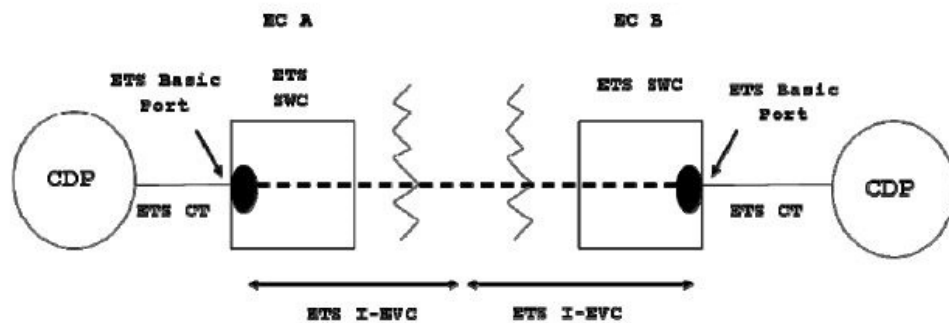 EC A
EC B
ETS Basic
Port
ETS
SWC
ETS SWC
ETS Basic
Port
CDP
CDP
ETS CT
ETS CT
ETS I-EVC
ETS I-EVC